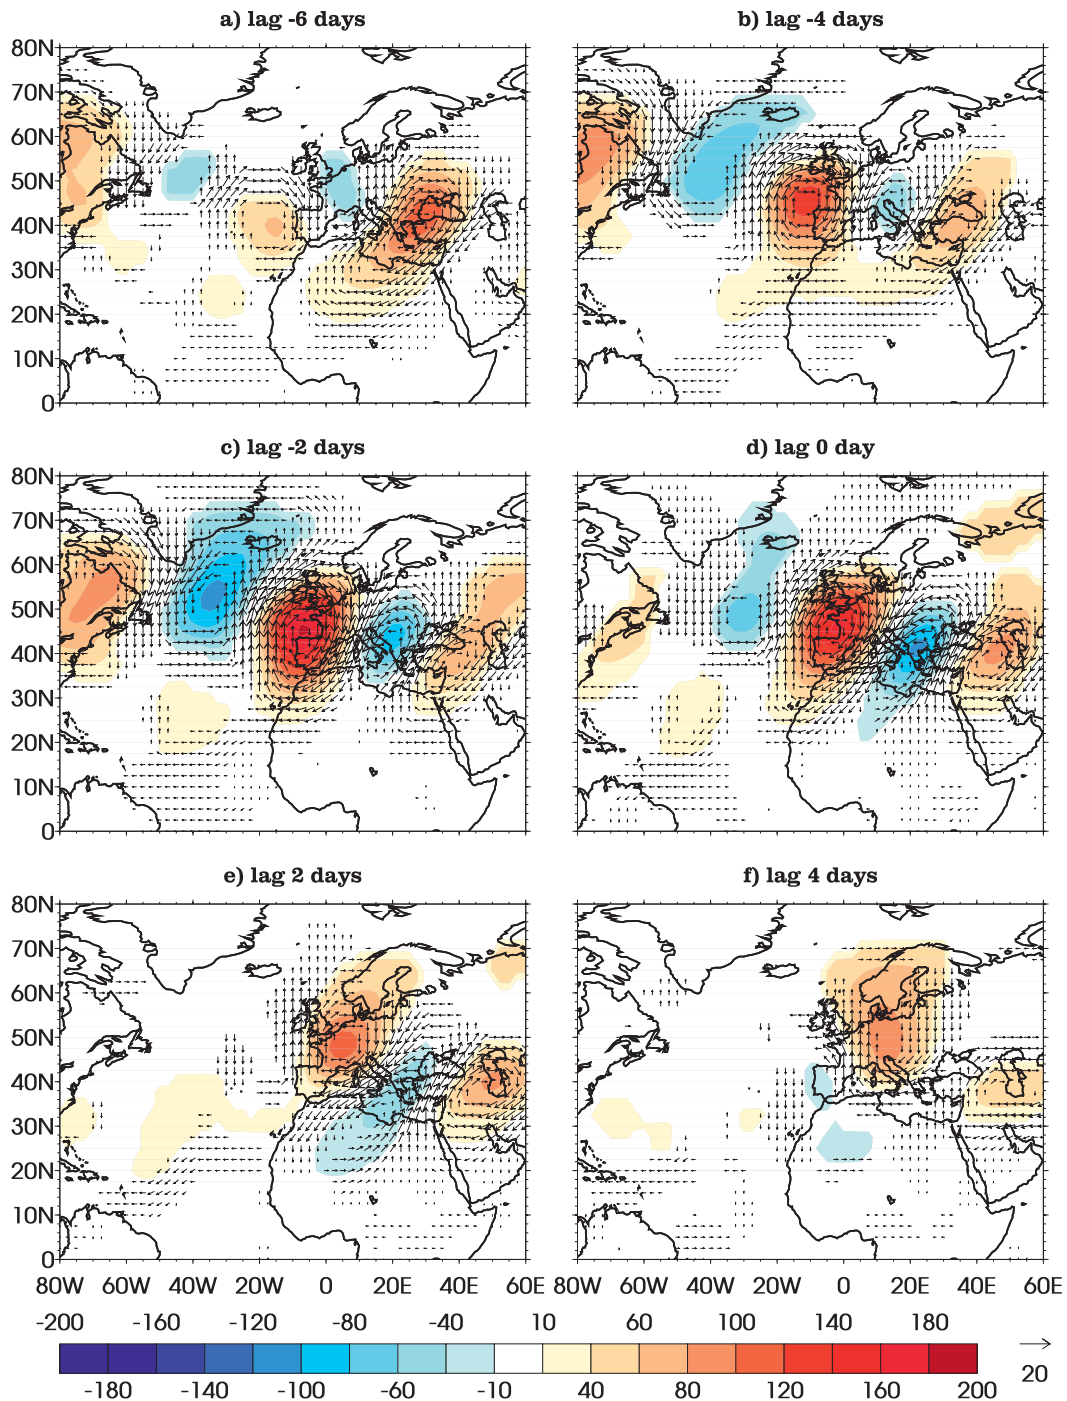 a) lag -6 days
b) lag -4 days
80N
70N
60N
50N
40N
30N
20N
10N
0
c) lag -2 days
d) lag 0 day
80N
70N
60N
50N
40N
30N
20N
10N
0
e) lag 2 days
f) lag 4 days
80N
70N
60N
50N
40N
30N
20N
10N
0
80W 60W 40W 20W 0 20E 40E 60E 80W 60W 40W 20W 0 20E 40E 60E
-200 -160 -120 -80 -40 10 60 100 140 180
-180 -140 -100 -60 -10 40 80 120 160 200
20